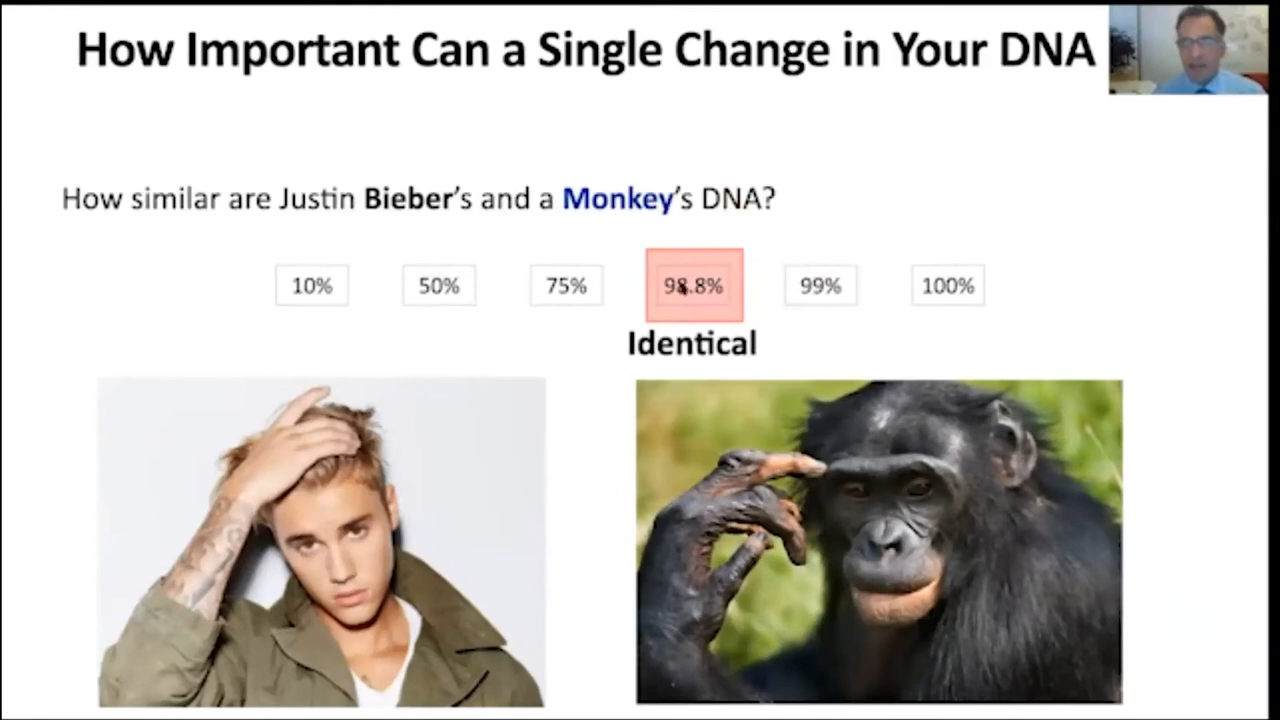 How Important Can a Single Change in Your DNA
How similar are Justin Bieber's and a Monkey's DNA?
10% 50% 75% 98.8% 99% 100%
Identical